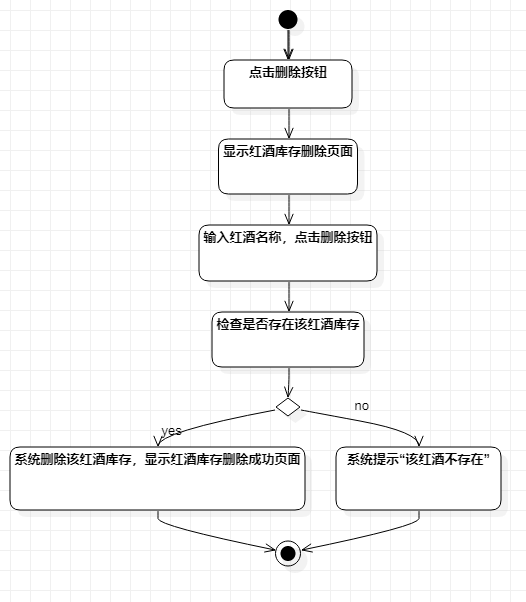 点击删除按钮
显示红酒库存删除页面
输入红酒名称，点击删除按钮
检查是否存在该红酒库存
yes
no
系统删除该红酒库存，显示红酒库存删除成功页面
系统提示“该红酒不存在”